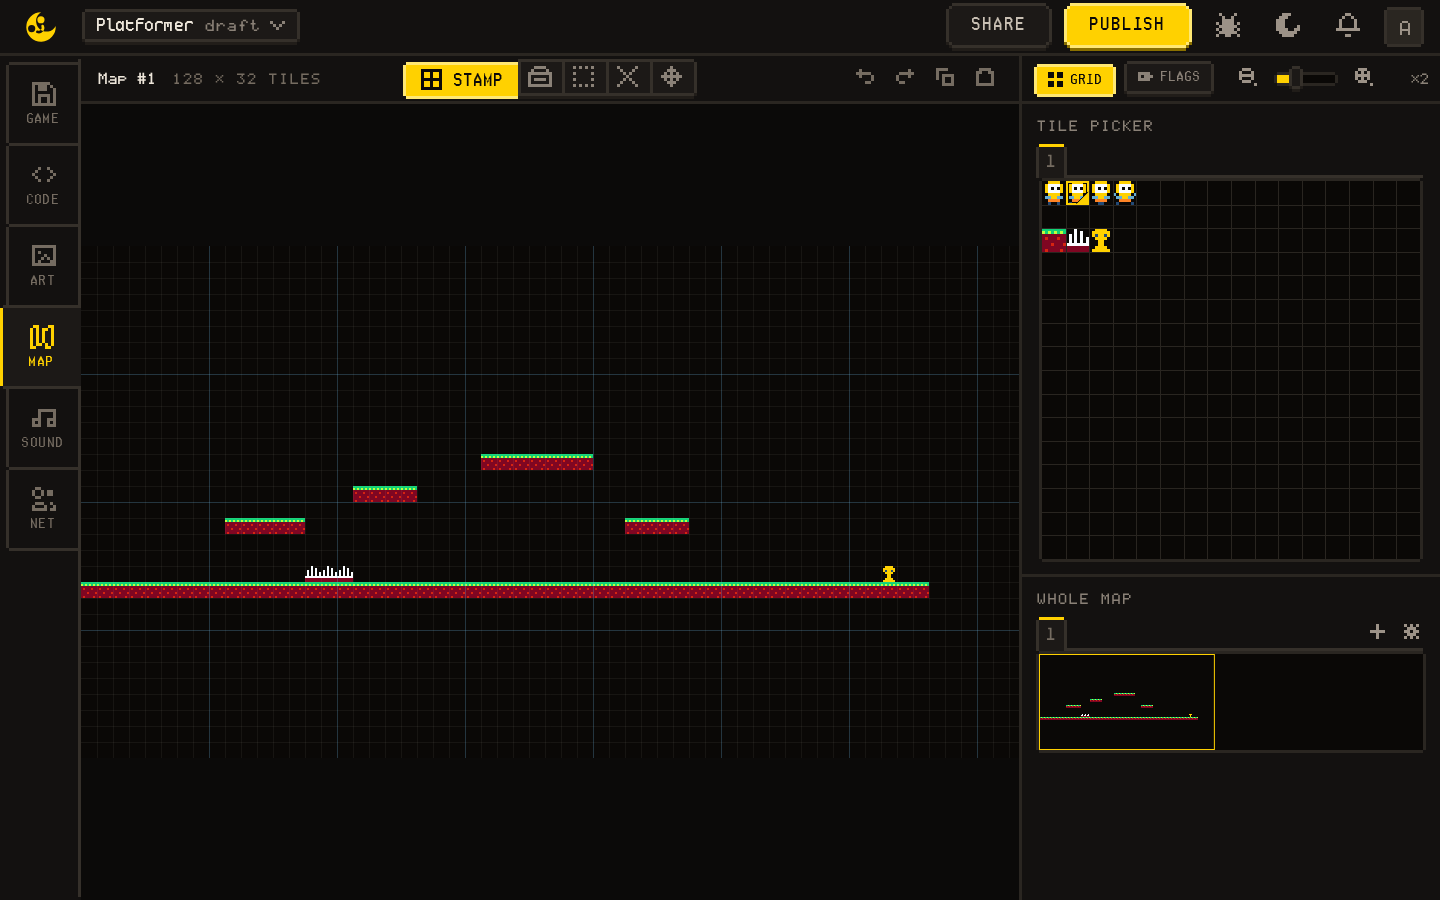 Platformer draft
SHARE
PUBLISH
A
Map #1 128 × 32 TILES
STAMP
GRID
FLAGS
×2
GAME
CODE
ART
MAP
SOUND
NET
TILE PICKER
1
WHOLE MAP
1